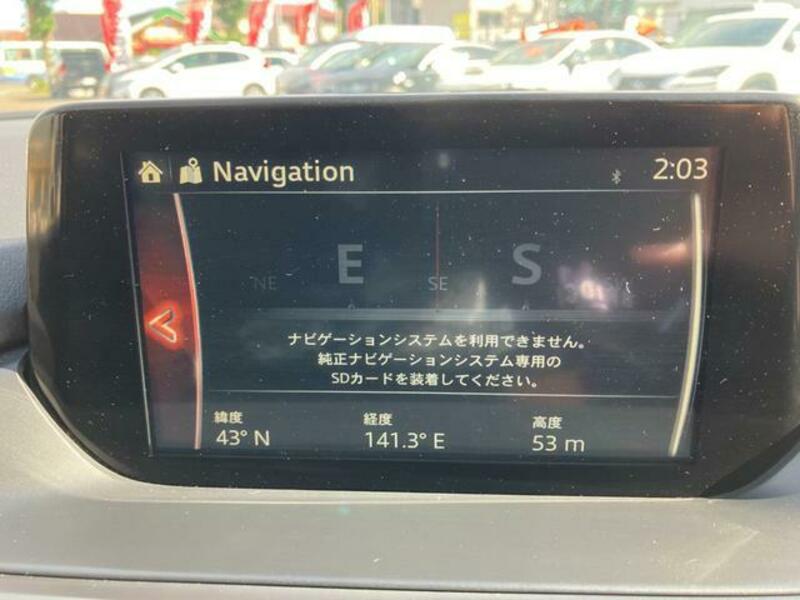 Navigation
2:03
NE E SE S
ナビゲーションシステムを利用できません。
純正ナビゲーションシステム専用の
SDカードを装着してください。
緯度 経度 高度
43° N 141.3° E 53 m